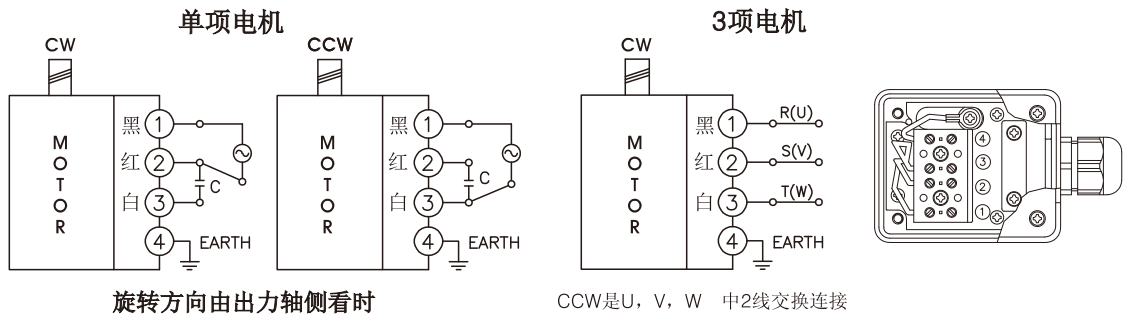 单项电机
3项电机
CW
CCW
CW
MOTOR
黑 1
红 2
白 3
4
C
EARTH
MOTOR
黑 1
红 2
白 3
4
C
EARTH
MOTOR
黑 1 R(U)
红 2 S(V)
白 3 T(W)
4 EARTH
4
3
2
1
旋转方向由出力轴侧看时
CCW是U，V，W 中2线交换连接